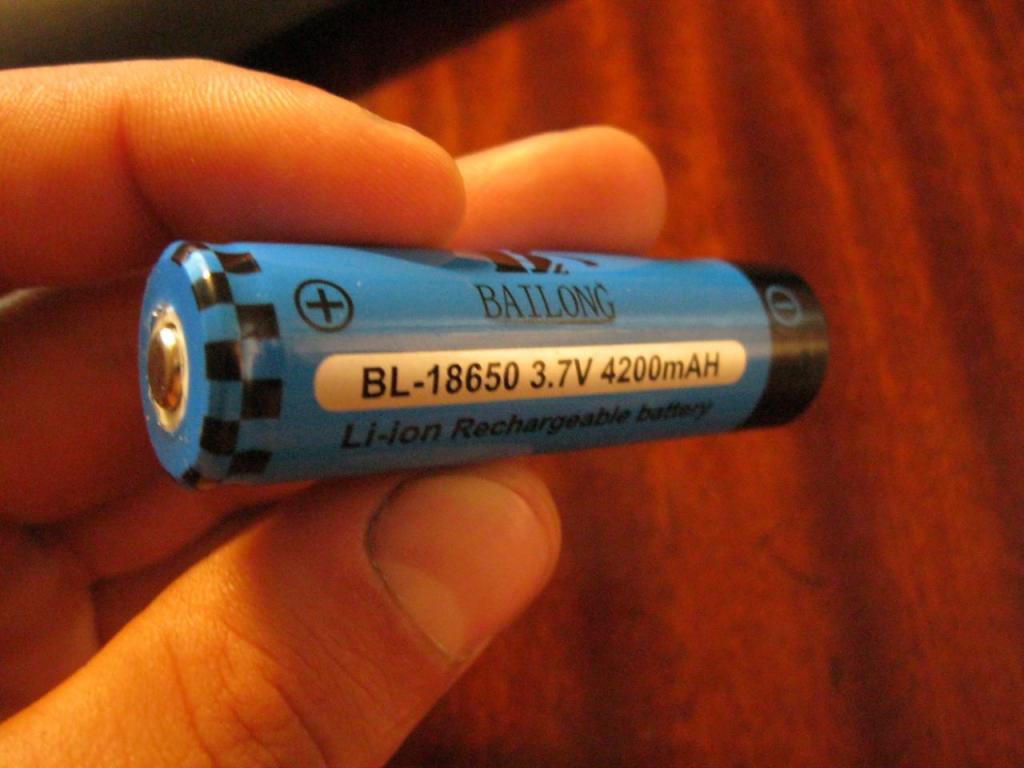 BAILONG
BL-18650 3.7V 4200mAH
Li-ion Rechargeable battery